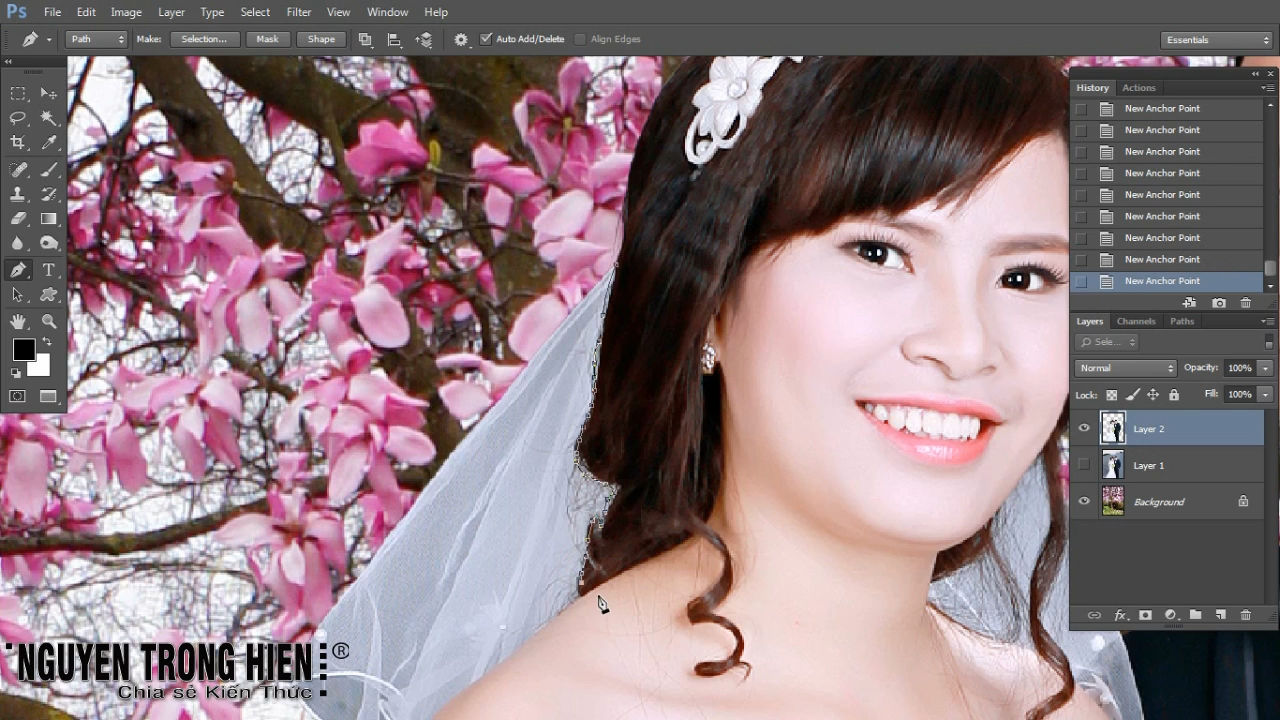 Ps File Edit Image Layer Type Select Filter View Window Help
Path Make: Selection... Mask Shape Auto Add/Delete Align Edges Essentials
History Actions
New Anchor Point
New Anchor Point
New Anchor Point
New Anchor Point
New Anchor Point
New Anchor Point
New Anchor Point
New Anchor Point
New Anchor Point
Layers Channels Paths
Sele...
Normal Opacity: 100%
Lock: Fill: 100%
Layer 2
Layer 1
Background
fx
NGUYEN TRONG HIEN ®
Chia sẻ Kiến Thức